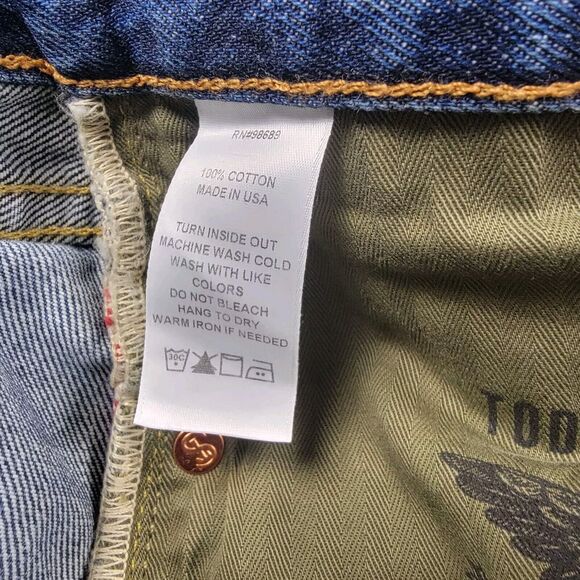 RN#98689
100% COTTON
MADE IN USA
TURN INSIDE OUT
MACHINE WASH COLD
WASH WITH LIKE
COLORS
DO NOT BLEACH
HANG TO DRY
WARM IRON IF NEEDED
30C
TOD